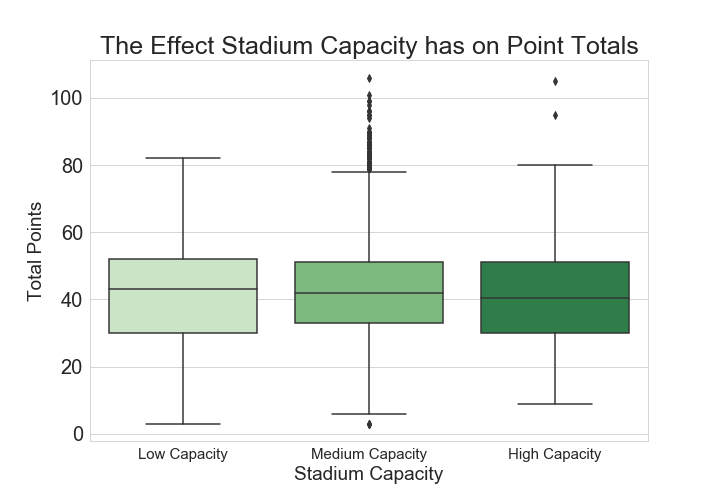 The Effect Stadium Capacity has on Point Totals
100
80
60
40
20
0
Total Points
Low Capacity
Medium Capacity
High Capacity
Stadium Capacity